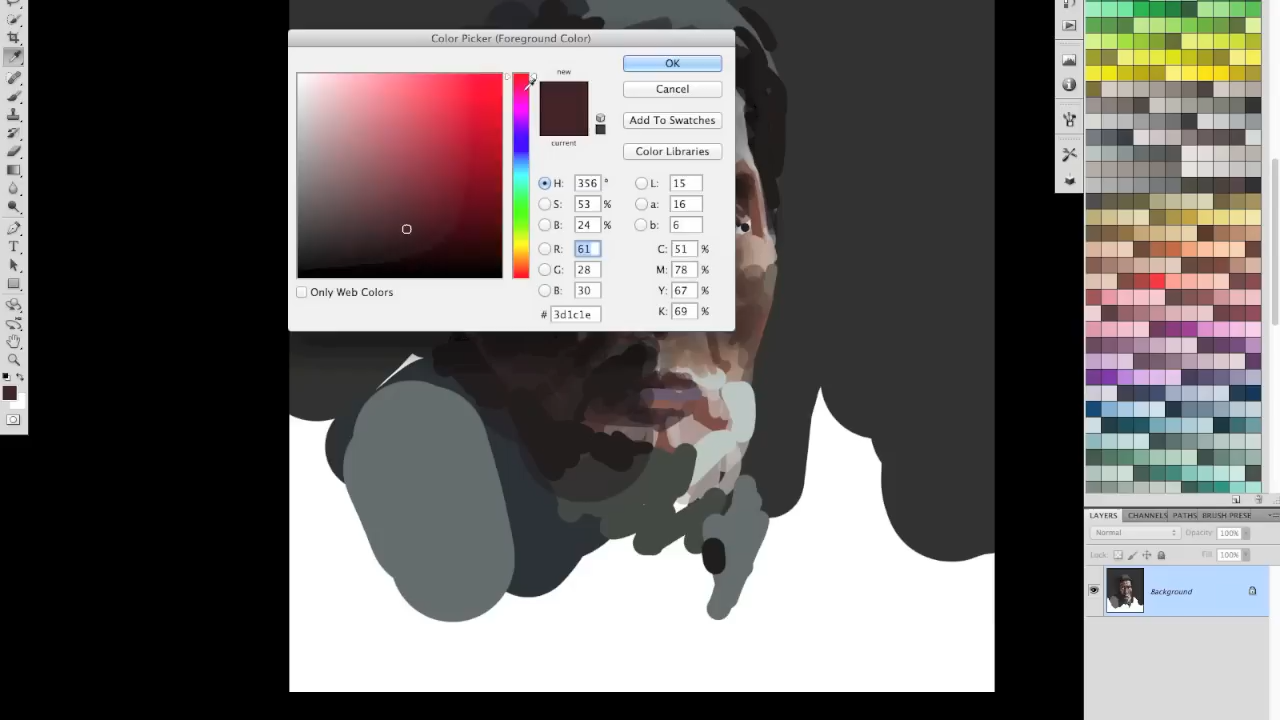 Color Picker (Foreground Color)
new
current
OK
Cancel
Add To Swatches
Color Libraries
H: 356 °
S: 53 %
B: 24 %
R: 61
G: 28
B: 30
# 3d1c1e
L: 15
a: 16
b: 6
C: 51 %
M: 78 %
Y: 67 %
K: 69 %
Only Web Colors
T
LAYERS CHANNELS PATHS BRUSH PRESE
Normal Opacity: 100%
Lock: Fill: 100%
Background